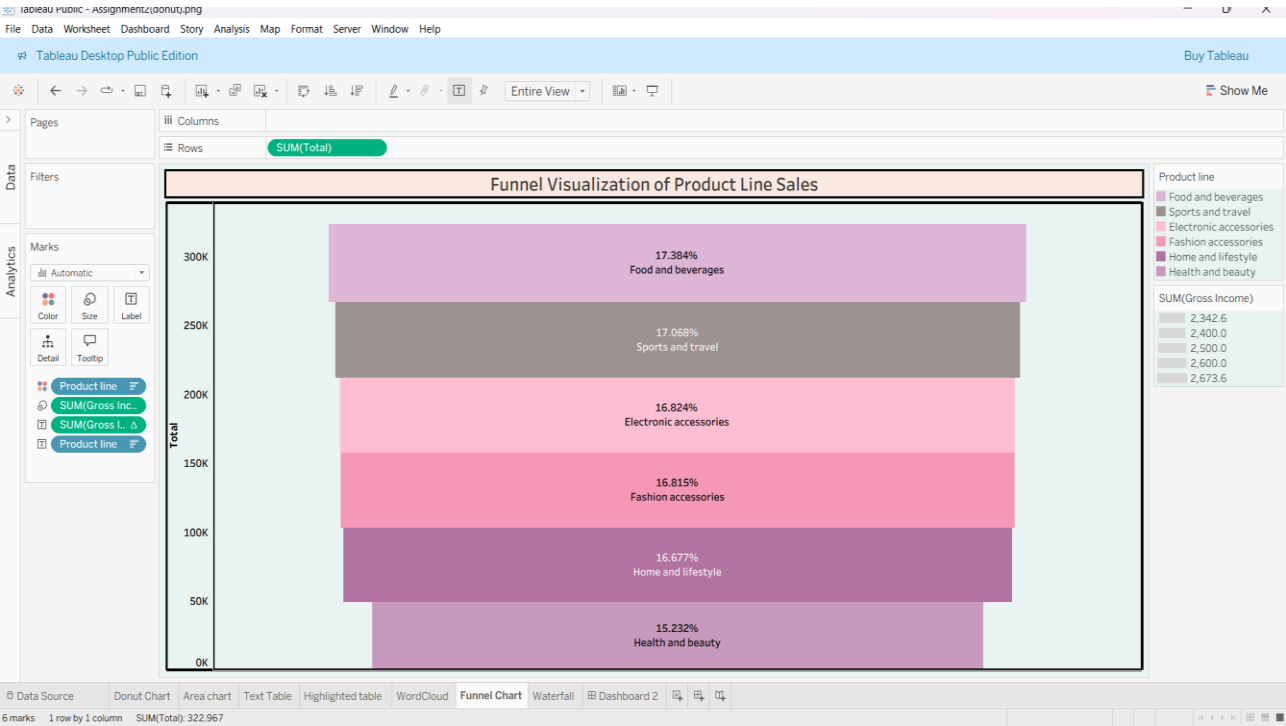 Tableau Public - Assignment2(donut).png
File Data Worksheet Dashboard Story Analysis Map Format Server Window Help
Tableau Desktop Public Edition
Buy Tableau
Entire View
Show Me
Data
Analytics
Pages
Filters
Marks
Automatic
Color Size Label
Detail Tooltip
Product line
SUM(Gross Inc..
SUM(Gross I.. Δ
Product line
Columns
Rows SUM(Total)
Funnel Visualization of Product Line Sales
Total
300K
250K
200K
150K
100K
50K
0K
17.384%
Food and beverages
17.068%
Sports and travel
16.824%
Electronic accessories
16.815%
Fashion accessories
16.677%
Home and lifestyle
15.232%
Health and beauty
Product line
Food and beverages
Sports and travel
Electronic accessories
Fashion accessories
Home and lifestyle
Health and beauty
SUM(Gross Income)
2,342.6
2,400.0
2,500.0
2,600.0
2,673.6
Data Source Donut Chart Area chart Text Table Highlighted table WordCloud Funnel Chart Waterfall Dashboard 2
6 marks 1 row by 1 column SUM(Total): 322,967